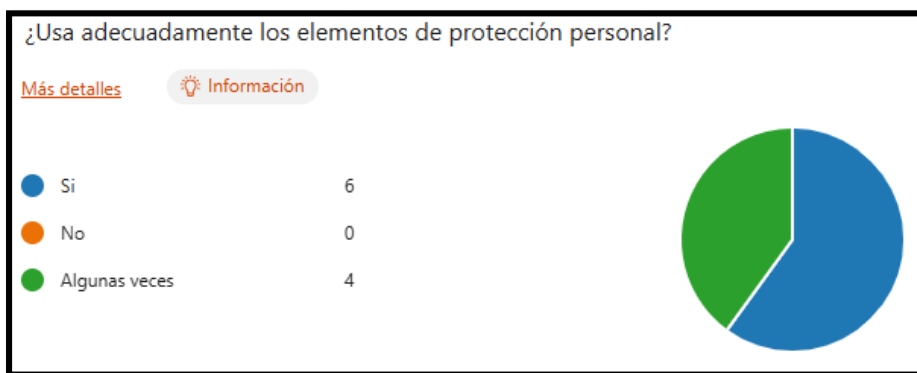 ¿Usa adecuadamente los elementos de protección personal?
Más detalles Información
Si 6
No 0
Algunas veces 4